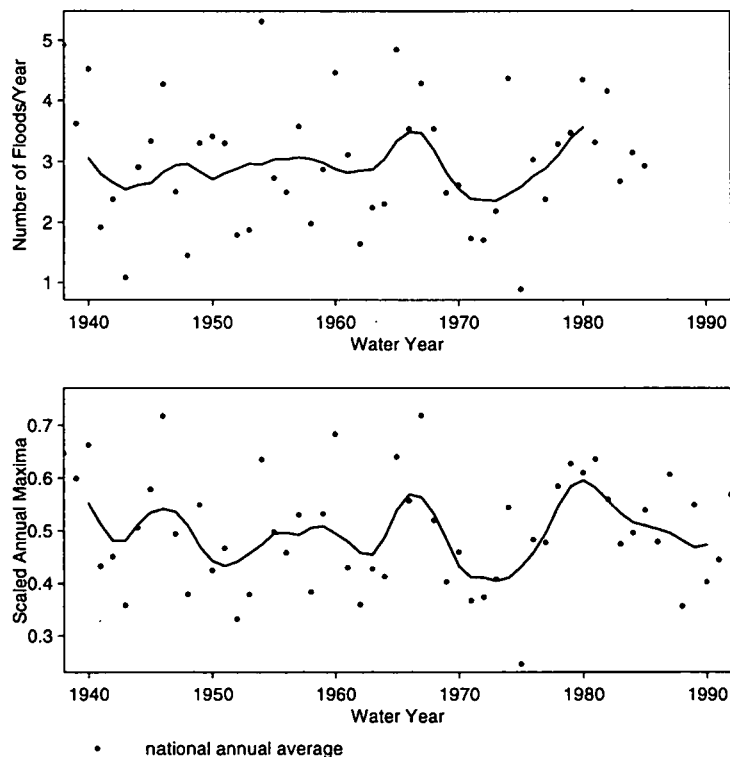 Number of Floods/Year
5
4
3
2
1
1940 1950 1960 1970 1980 1990
Water Year
Scaled Annual Maxima
0.7
0.6
0.5
0.4
0.3
1940 1950 1960 1970 1980 1990
Water Year
national annual average